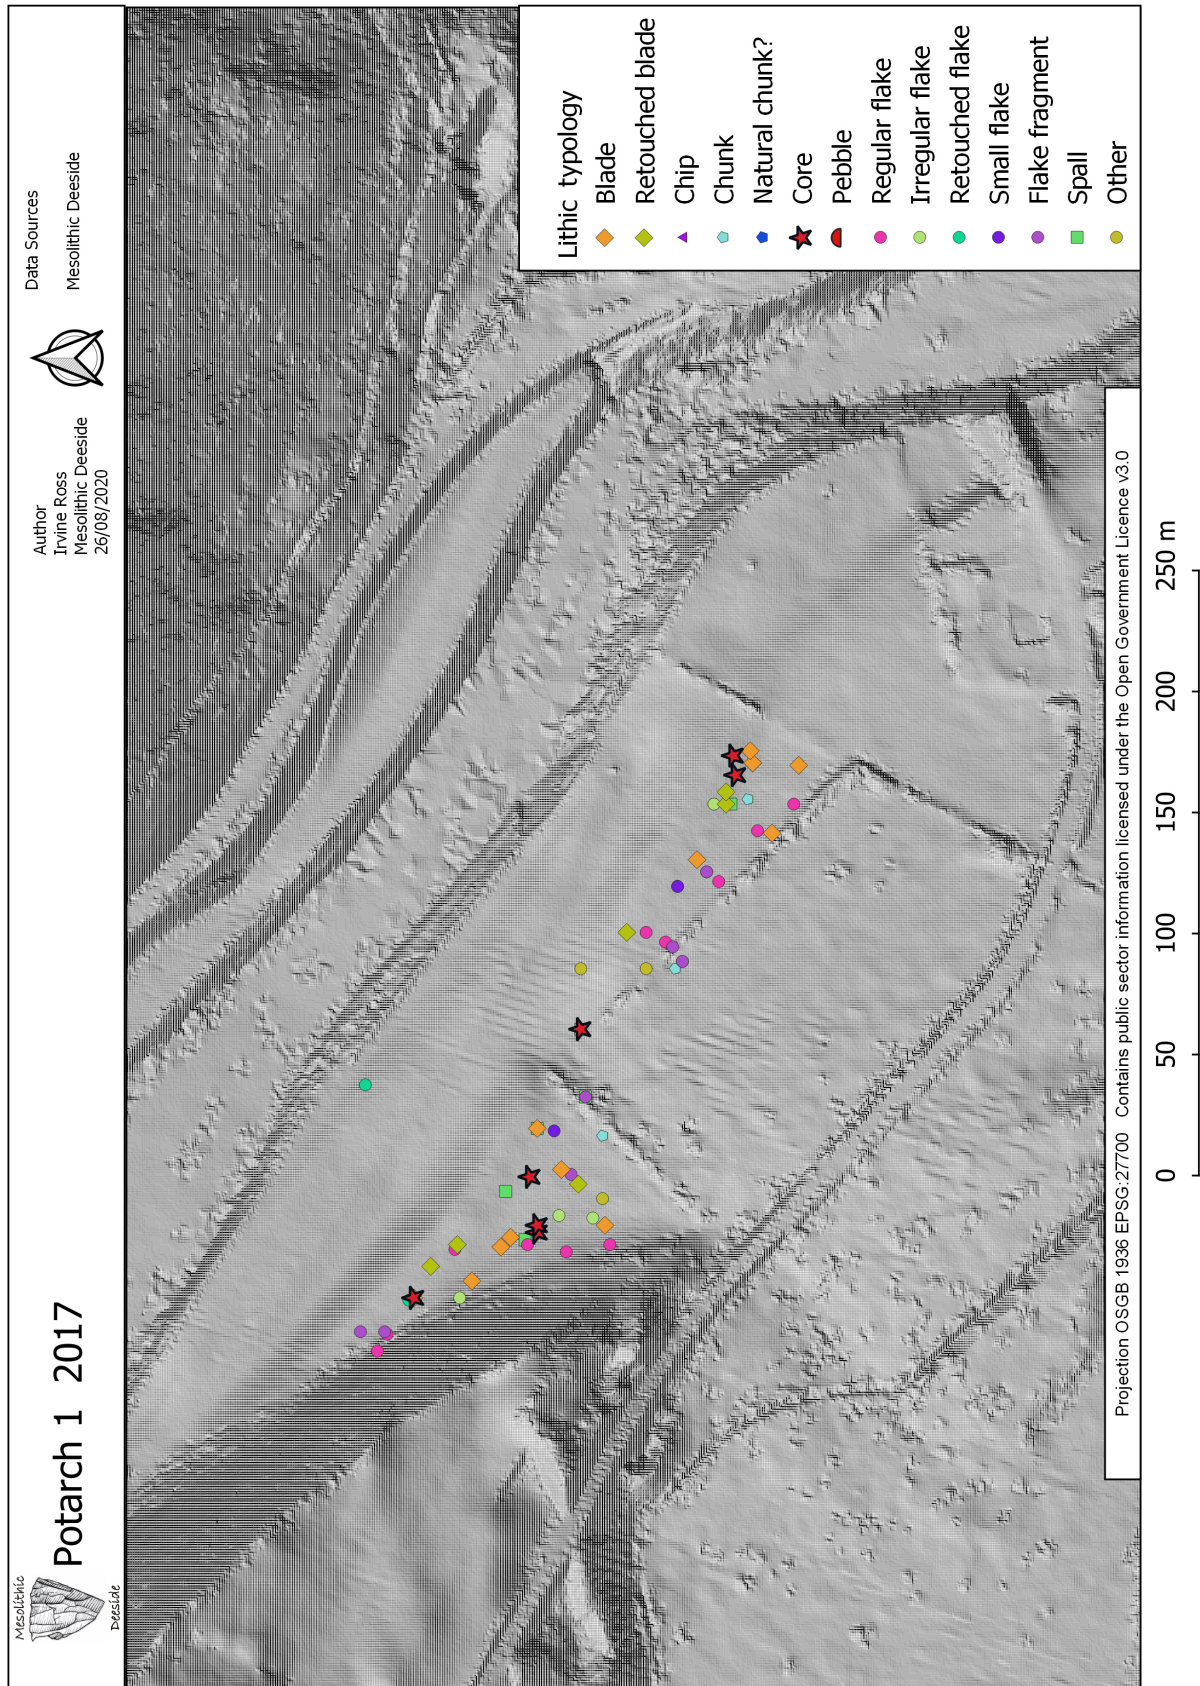 Mesolithic
Deeside
Potarch 1 2017
Author
Irvine Ross
Mesolithic Deeside
26/08/2020
Data Sources
Mesolithic Deeside
Lithic typology
Blade
Retouched blade
Chip
Chunk
Natural chunk?
Core
Pebble
Regular flake
Irregular flake
Retouched flake
Small flake
Flake fragment
Spall
Other
Projection OSGB 1936 EPSG:27700 Contains public sector information licensed under the Open Government Licence v3.0
0 50 100 150 200 250 m